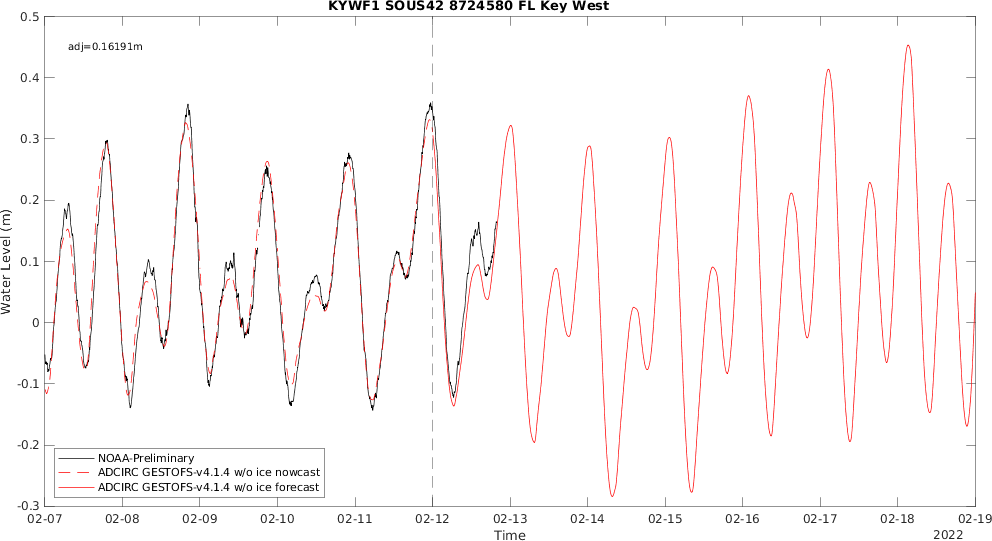 KYWF1 SOUS42 8724580 FL Key West
adj=0.16191m
0.5
0.4
0.3
0.2
0.1
0
-0.1
-0.2
-0.3
Water Level (m)
NOAA-Preliminary
ADCIRC GESTOFS-v4.1.4 w/o ice nowcast
ADCIRC GESTOFS-v4.1.4 w/o ice forecast
02-07 02-08 02-09 02-10 02-11 02-12 02-13 02-14 02-15 02-16 02-17 02-18 02-19
Time
2022